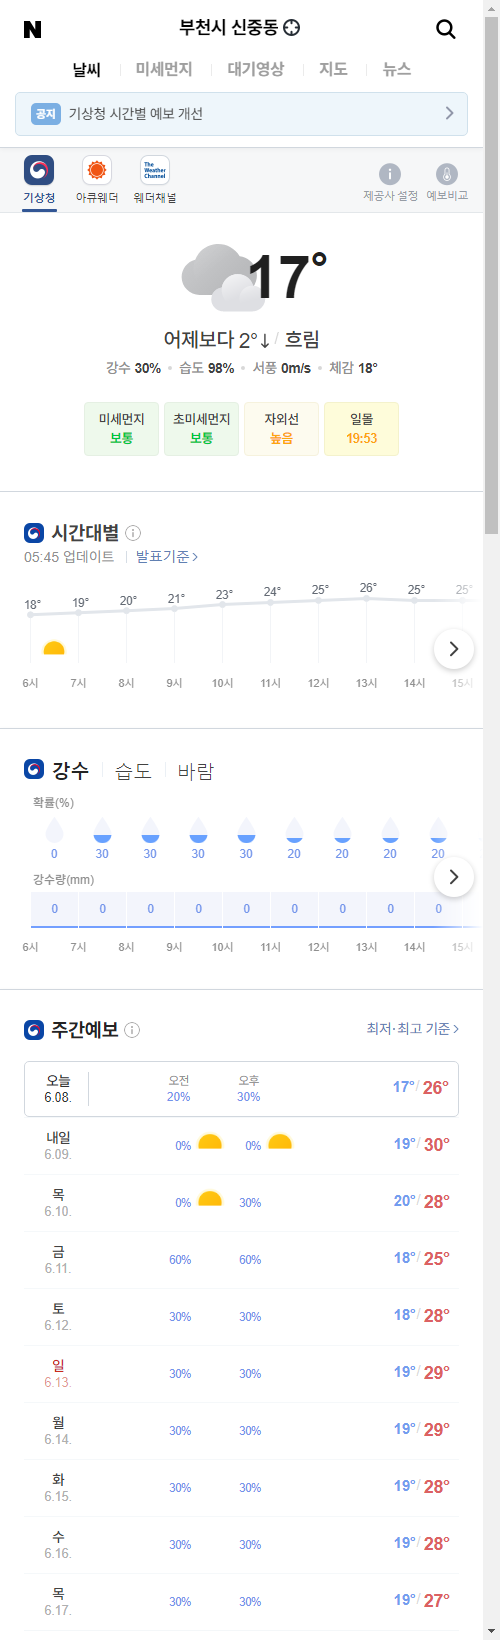 N
부천시 신중동
날씨 미세먼지 대기영상 지도 뉴스
공지 기상청 시간별 예보 개선
The Weather Channel
기상청 아큐웨더 웨더채널 제공사 설정 예보비교
17°
어제보다 2°↓ / 흐림
강수 30% • 습도 98% • 서풍 0m/s • 체감 18°
미세먼지 초미세먼지 자외선 일몰
보통 보통 높음 19:53
시간대별
05:45 업데이트 발표기준 >
18° 19° 20° 21° 23° 24° 25° 26° 25° 25°
6시 7시 8시 9시 10시 11시 12시 13시 14시 15시
강수 습도 바람
확률(%)
0 30 30 30 30 20 20 20 20
강수량(mm)
0 0 0 0 0 0 0 0 0
6시 7시 8시 9시 10시 11시 12시 13시 14시 15시
주간예보 최저·최고 기준 >
오늘 오전 오후
6.08. 20% 30% 17°/ 26°
내일
6.09. 0% 0% 19°/ 30°
목
6.10. 0% 30% 20°/ 28°
금
6.11. 60% 60% 18°/ 25°
토
6.12. 30% 30% 18°/ 28°
일
6.13. 30% 30% 19°/ 29°
월
6.14. 30% 30% 19°/ 29°
화
6.15. 30% 30% 19°/ 28°
수
6.16. 30% 30% 19°/ 28°
목
6.17. 30% 30% 19°/ 27°